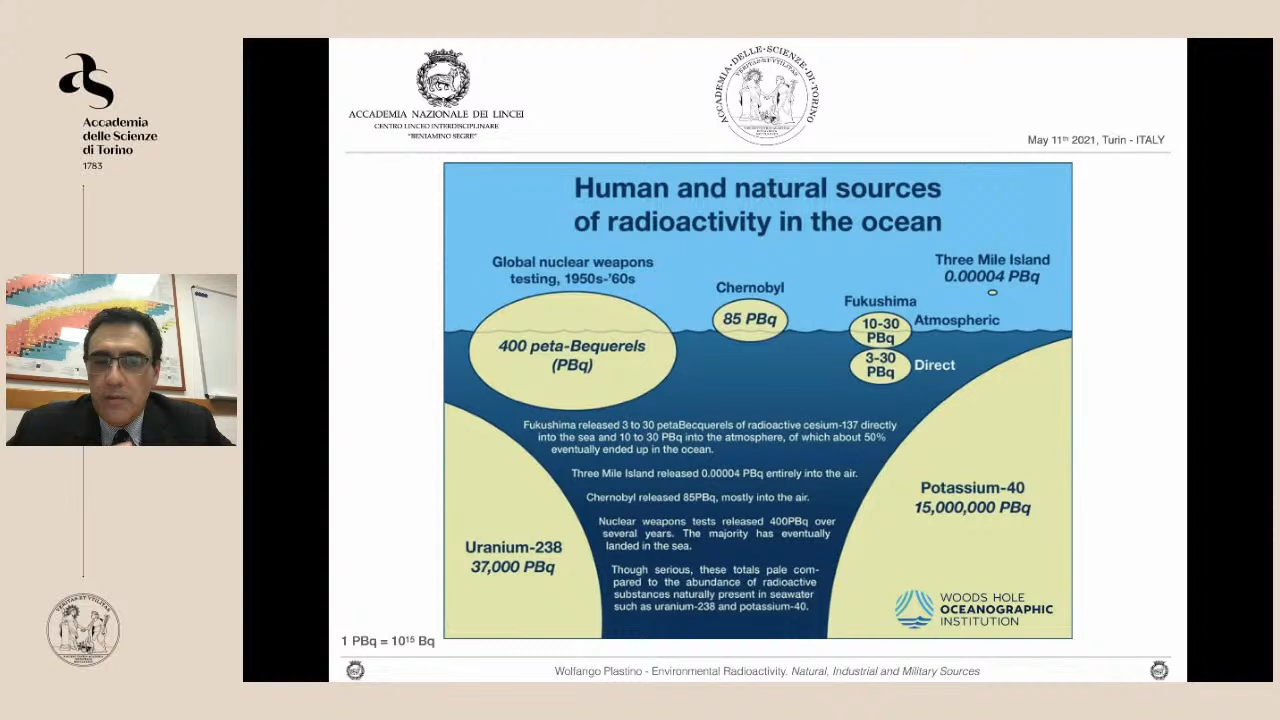 as
Accademia
delle Scienze
di Torino
1783
ACCADEMIA NAZIONALE DEI LINCEI
CENTRO LINCEO INTERDISCIPLINARE
"BENIAMINO SEGRE"
ACCADEMIA·DELLE·SCIENZE·DI·TORINO
VERITAS·ET·VTILITAS
May 11th 2021, Turin - ITALY
Human and natural sources
of radioactivity in the ocean
Global nuclear weapons
testing, 1950s-'60s
400 peta-Bequerels
(PBq)
Chernobyl
85 PBq
Three Mile Island
0.00004 PBq
Fukushima
10-30
PBq
Atmospheric
3-30
PBq
Direct
Fukushima released 3 to 30 petaBecquerels of radioactive cesium-137 directly
into the sea and 10 to 30 PBq into the atmosphere, of which about 50%
eventually ended up in the ocean.
Three Mile Island released 0.00004 PBq entirely into the air.
Chernobyl released 85PBq, mostly into the air.
Nuclear weapons tests released 400PBq over
several years. The majority has eventually
landed in the sea.
Though serious, these totals pale com-
pared to the abundance of radioactive
substances naturally present in seawater
such as uranium-238 and potassium-40.
Uranium-238
37,000 PBq
Potassium-40
15,000,000 PBq
WOODS HOLE
OCEANOGRAPHIC
INSTITUTION
1 PBq = 10¹⁵ Bq
Wolfango Plastino - Environmental Radioactivity. Natural, Industrial and Military Sources